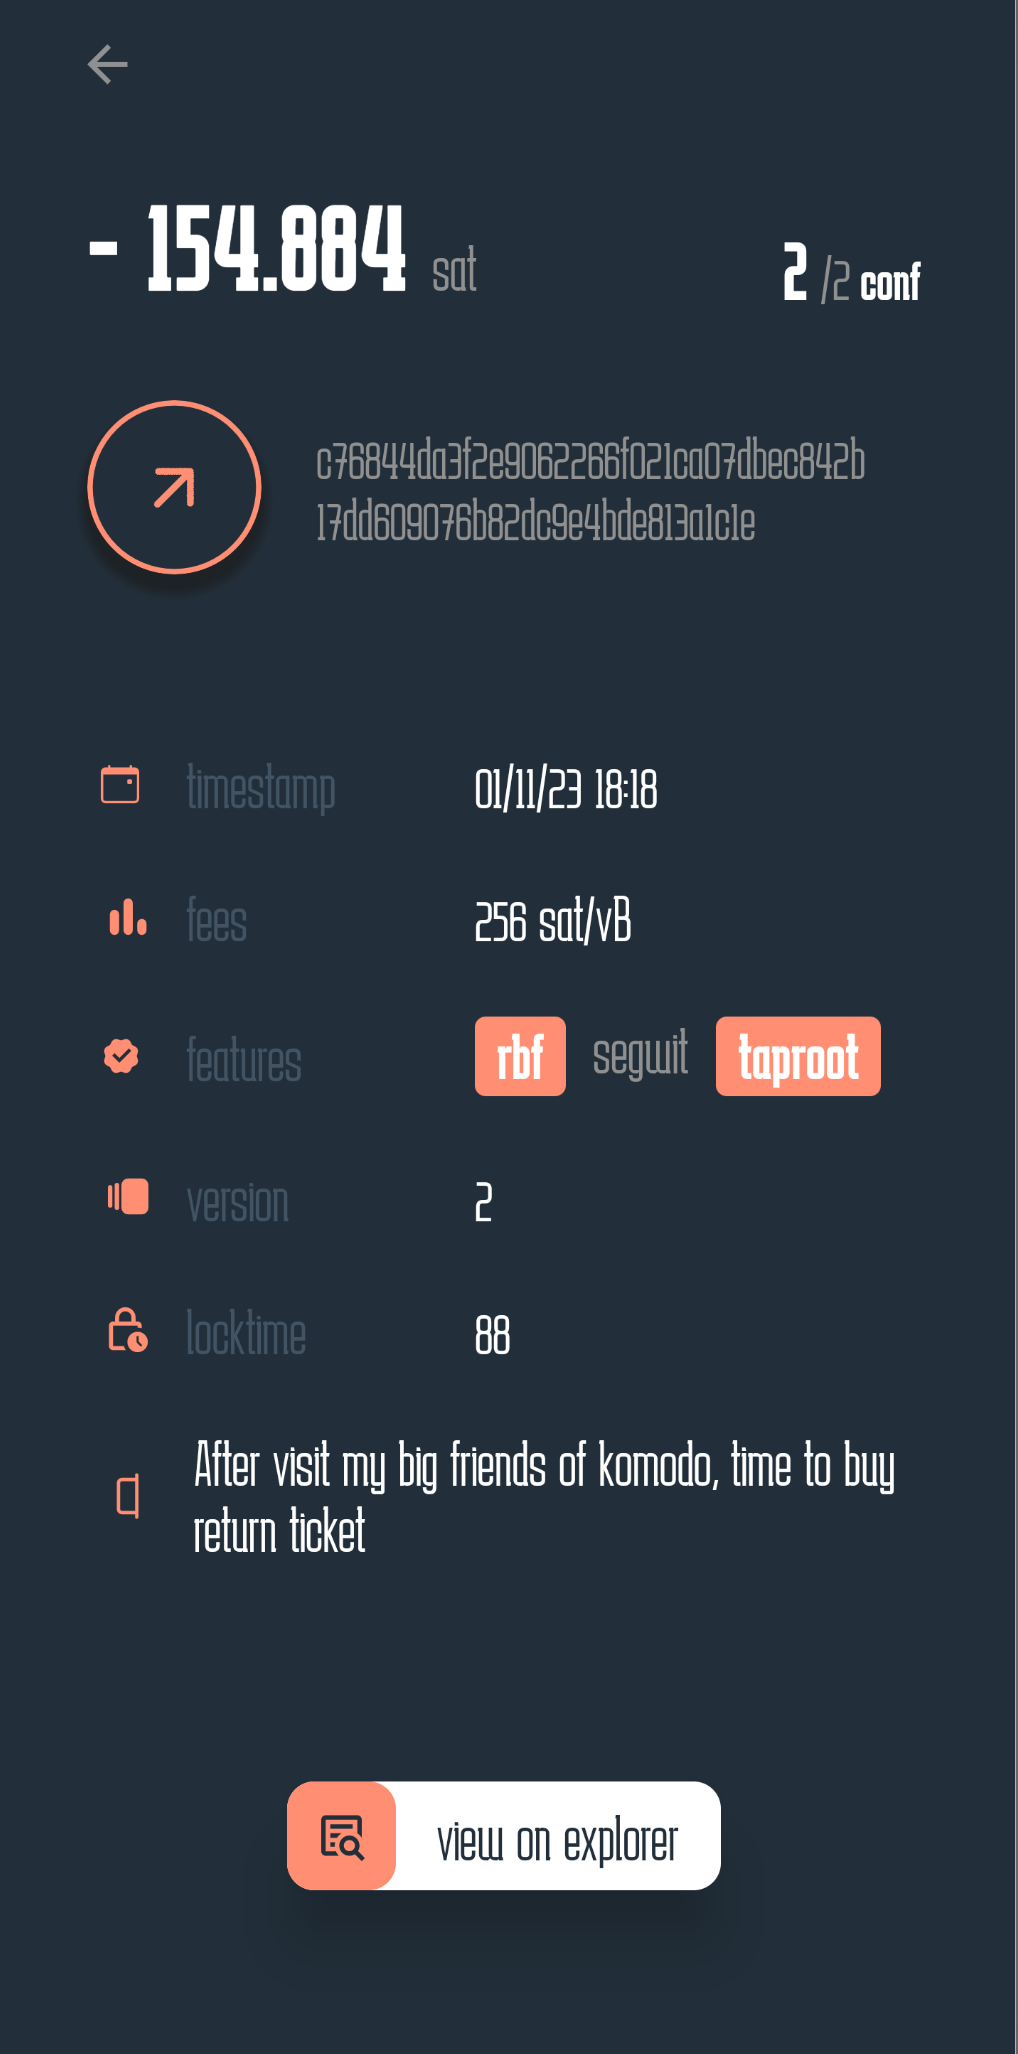 - 154.884 sat
2 /2 conf
c76844da3f2e9062266f021ca07dbec842b
17dd609076b82dc9e4bde813a1c1e
timestamp 01/11/23 18:18
fees 256 sat/vB
features rbf segwit taproot
version 2
locktime 88
After visit my big friends of komodo, time to buy
return ticket
view on explorer